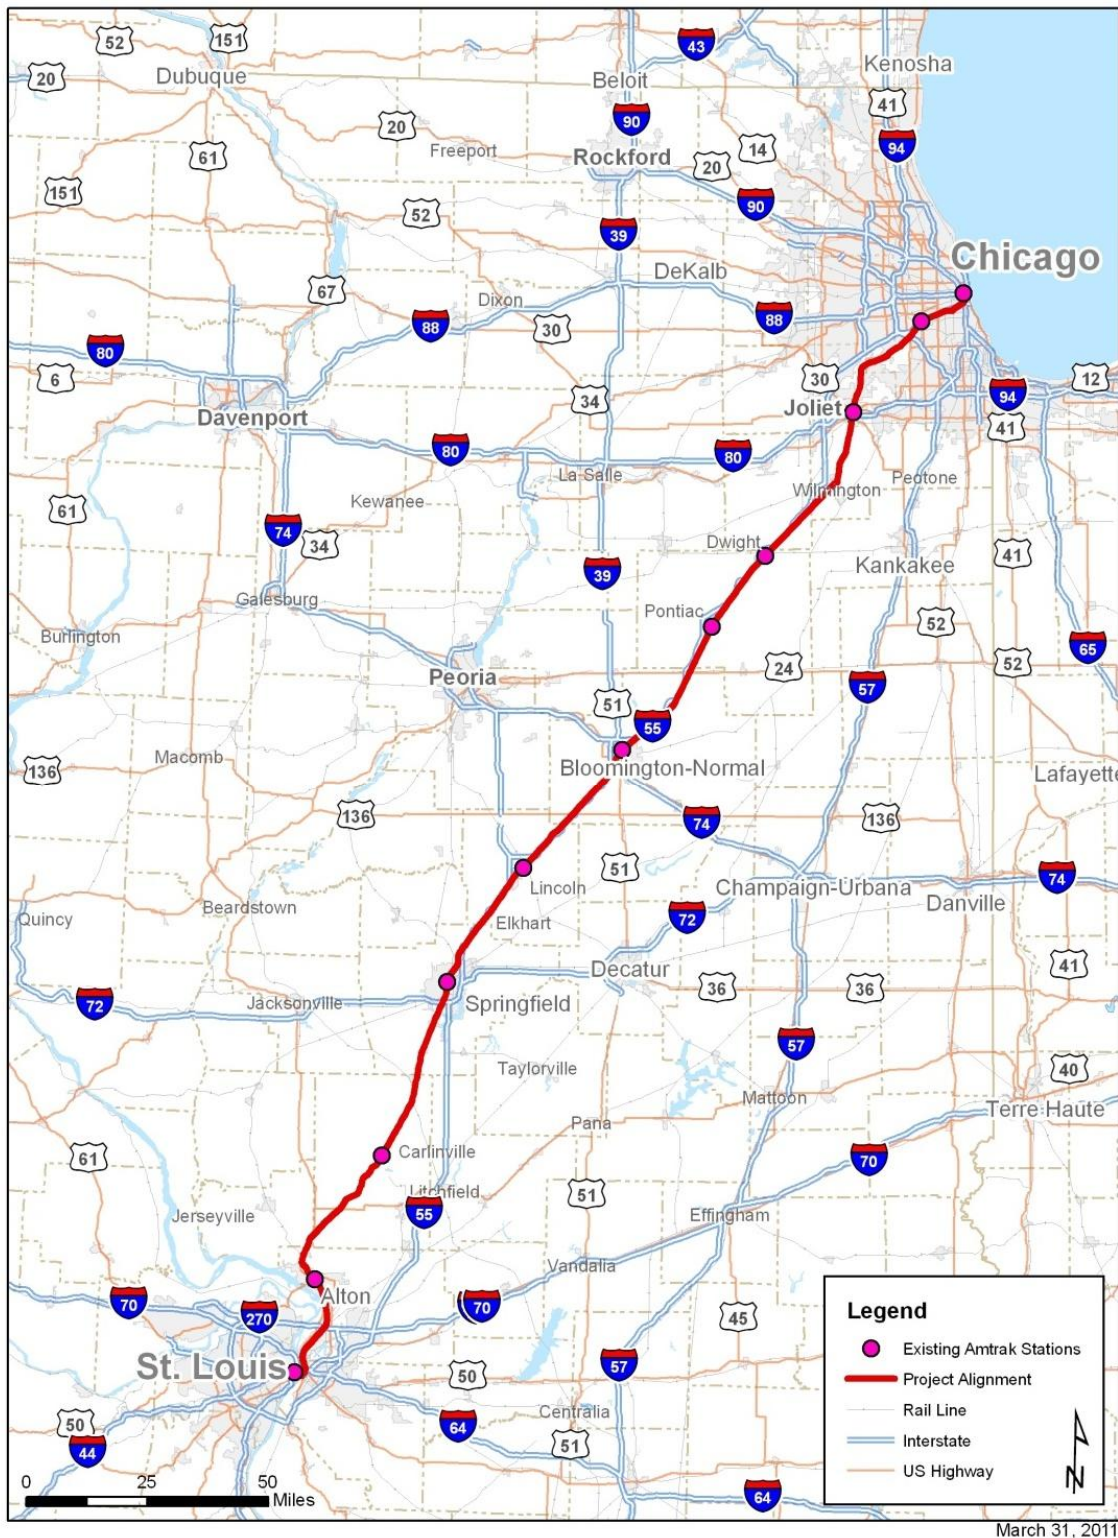 52
151
43
Kenosha
Dubuque
20
Beloit
41
90
20
94
14
Freeport
Rockford
61
20
151
90
52
39
Chicago
DeKalb
67
Dixon
88
88
30
80
6
30
12
34
Joliet
94
Davenport
41
80
80
La Salle
Peotone
Wilmington
Kewanee
61
74
34
Dwight
41
39
Kankakee
Galesburg
Pontiac
52
Burlington
65
52
24
Peoria
57
51
55
Macomb
136
Bloomington-Normal
Lafayette
136
74
136
51
74
Champaign-Urbana
Lincoln
Danville
Beardstown
Quincy
Elkhart
72
Decatur
41
36
36
72
Jacksonville
Springfield
57
Taylorville
40
Mattoon
Terre Haute
Pana
Carlinville
61
70
Litchfield
51
55
Jerseyville
Effingham
Vandalia
Alton
70
70
270
45
St. Louis
57
50
Centralia
50
64
51
44
64
Legend
Existing Amtrak Stations
Project Alignment
Rail Line
Interstate
US Highway
N
0 25 50
Miles
March 31, 2011